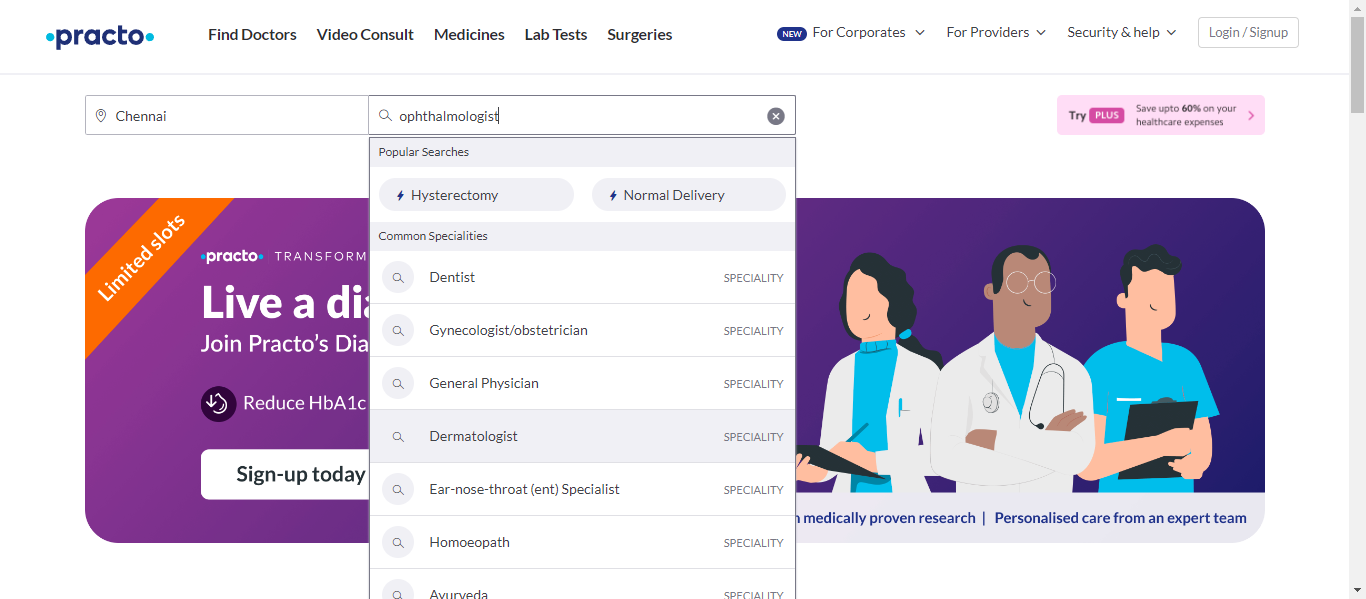 practo
Find Doctors Video Consult Medicines Lab Tests Surgeries
NEW For Corporates For Providers Security & help Login / Signup
Chennai
ophthalmologist
Try PLUS
Save upto 60% on your
healthcare expenses
Popular Searches
Hysterectomy Normal Delivery
Common Specialities
Dentist SPECIALITY
Gynecologist/obstetrician SPECIALITY
General Physician SPECIALITY
Dermatologist SPECIALITY
Ear-nose-throat (ent) Specialist SPECIALITY
Homoeopath SPECIALITY
Ayurveda SPECIALITY
Limited slots
practo TRANSFORM
Live a dia
Join Practo's Dia
Reduce HbA1c
Sign-up today
medically proven research | Personalised care from an expert team